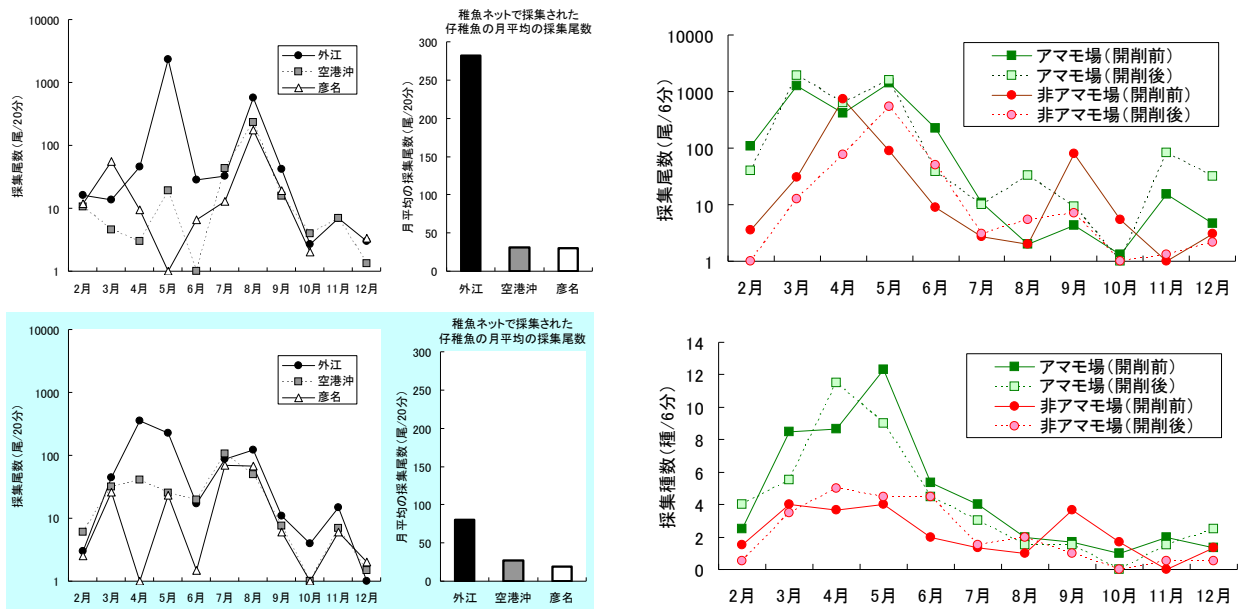 10000
1000
100
10
1
採集尾数(尾/20分)
外江
空港沖
彦名
2月 3月 4月 5月 6月 7月 8月 9月 10月 11月 12月
稚魚ネットで採集された
仔稚魚の月平均の採集尾数
300
250
200
150
100
50
0
月平均の採集尾数(尾/20分)
外江 空港沖 彦名
10000
1000
100
10
1
採集尾数(尾/6分)
アマモ場(開削前)
アマモ場(開削後)
非アマモ場(開削前)
非アマモ場(開削後)
2月 3月 4月 5月 6月 7月 8月 9月 10月 11月 12月
10000
1000
100
10
1
採集尾数(尾/20分)
外江
空港沖
彦名
2月 3月 4月 5月 6月 7月 8月 9月 10月 11月 12月
稚魚ネットで採集された
仔稚魚の月平均の採集尾数
300
250
200
150
100
50
0
月平均の採集尾数(尾/20分)
外江 空港沖 彦名
14
12
10
8
6
4
2
0
採集種数(種/6分)
アマモ場(開削前)
アマモ場(開削後)
非アマモ場(開削前)
非アマモ場(開削後)
2月 3月 4月 5月 6月 7月 8月 9月 10月 11月 12月